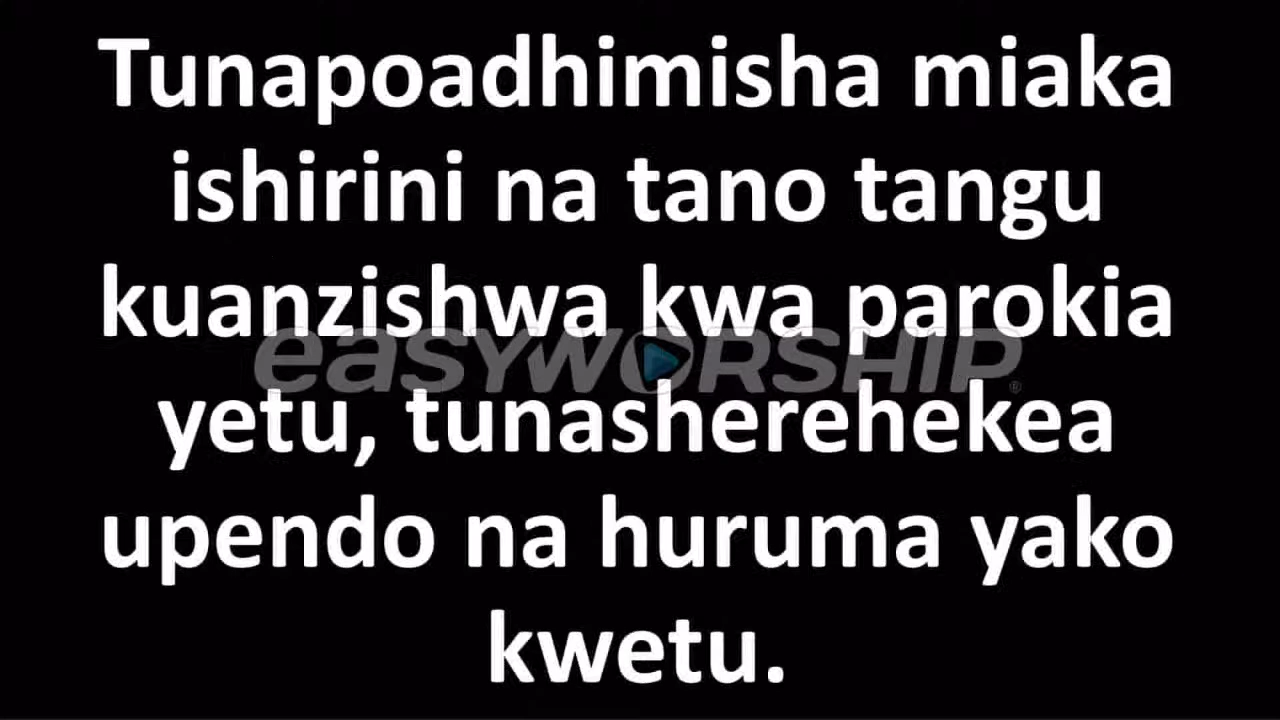 Tunapoadhimisha miaka
ishirini na tano tangu
kuanzishwa kwa parokia
easyworship®
yetu, tunasherehekea
upendo na huruma yako
kwetu.